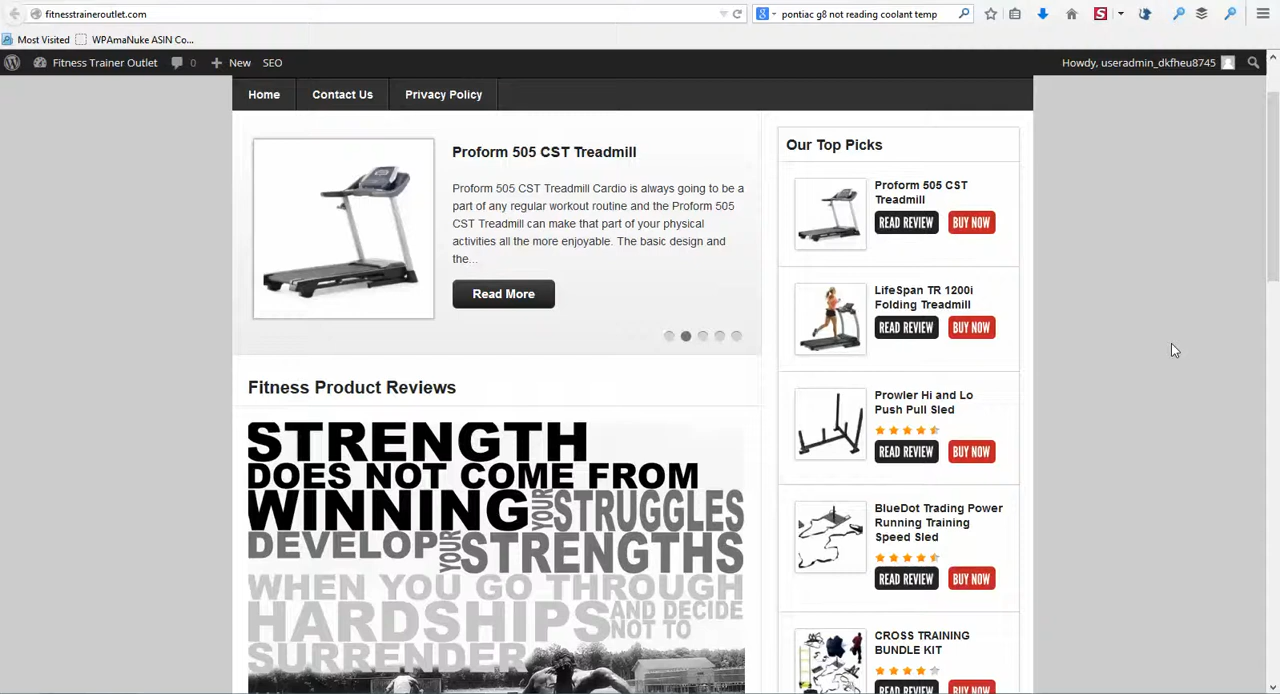 fitnesstraineroutlet.com
pontiac g8 not reading coolant temp
Most Visited
WPAmaNuke ASIN Co...
Fitness Trainer Outlet
0
New
SEO
Howdy, useradmin_dkfheu8745
Home
Contact Us
Privacy Policy
Proform 505 CST Treadmill
Proform 505 CST Treadmill Cardio is always going to be a
part of any regular workout routine and the Proform 505
CST Treadmill can make that part of your physical
activities all the more enjoyable. The basic design and
the...
Read More
Fitness Product Reviews
STRENGTH
DOES NOT COME FROM
WINNING YOUR STRUGGLES
DEVELOP YOUR STRENGTHS
WHEN YOU GO THROUGH
HARDSHIPS AND DECIDE
NOT TO
SURRENDER
Our Top Picks
Proform 505 CST
Treadmill
READ REVIEW
BUY NOW
LifeSpan TR 1200i
Folding Treadmill
READ REVIEW
BUY NOW
Prowler Hi and Lo
Push Pull Sled
READ REVIEW
BUY NOW
BlueDot Trading Power
Running Training
Speed Sled
READ REVIEW
BUY NOW
CROSS TRAINING
BUNDLE KIT
READ REVIEW
BUY NOW